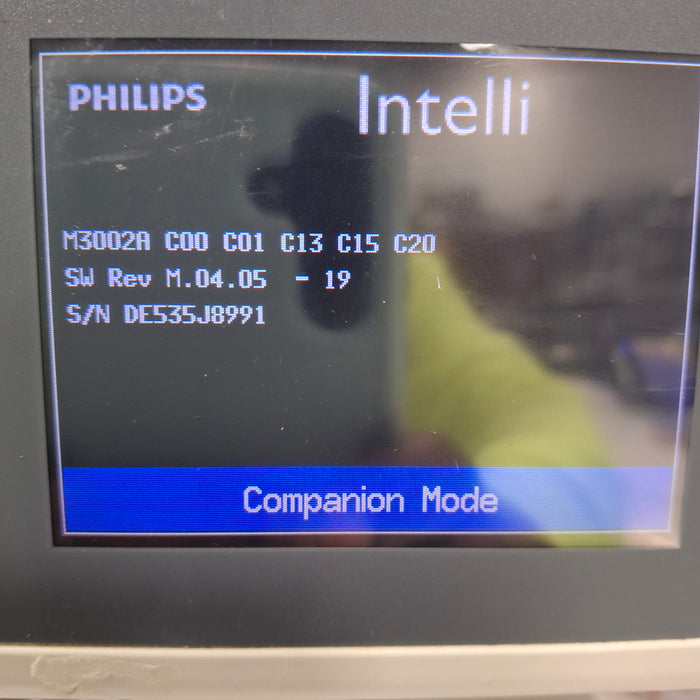 PHILIPS
Intelli
M3002A C00 C01 C13 C15 C20
SW Rev M.04.05 - 19
S/N DE535J8991
Companion Mode